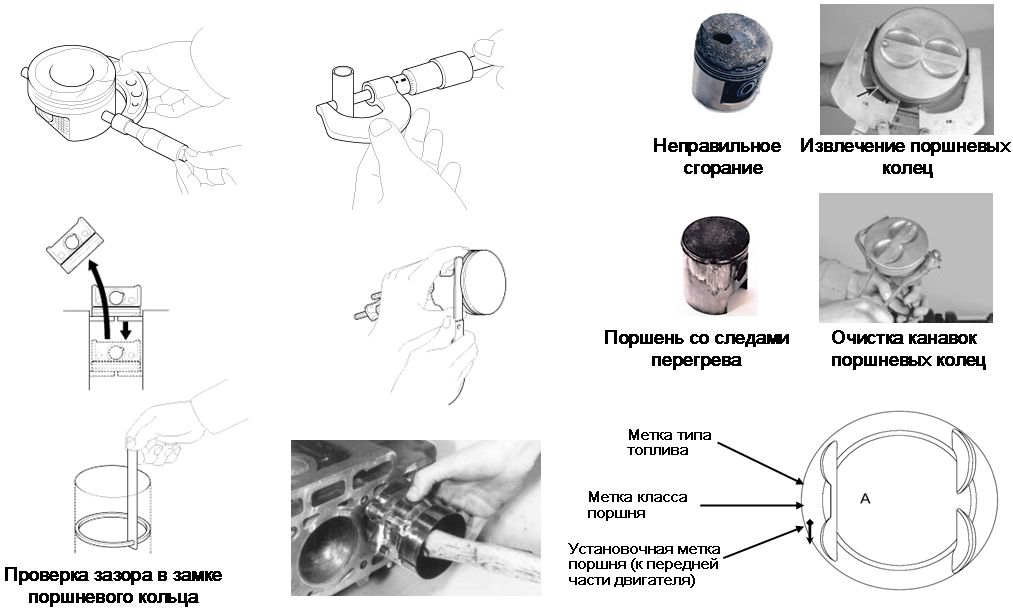 Неправильное
сгорание
Извлечение поршневых
колец
Поршень со следами
перегрева
Очистка канавок
поршневых колец
Проверка зазора в замке
поршневого кольца
Метка типа
топлива
Метка класса
поршня
Установочная метка
поршня (к передней
части двигателя)
A